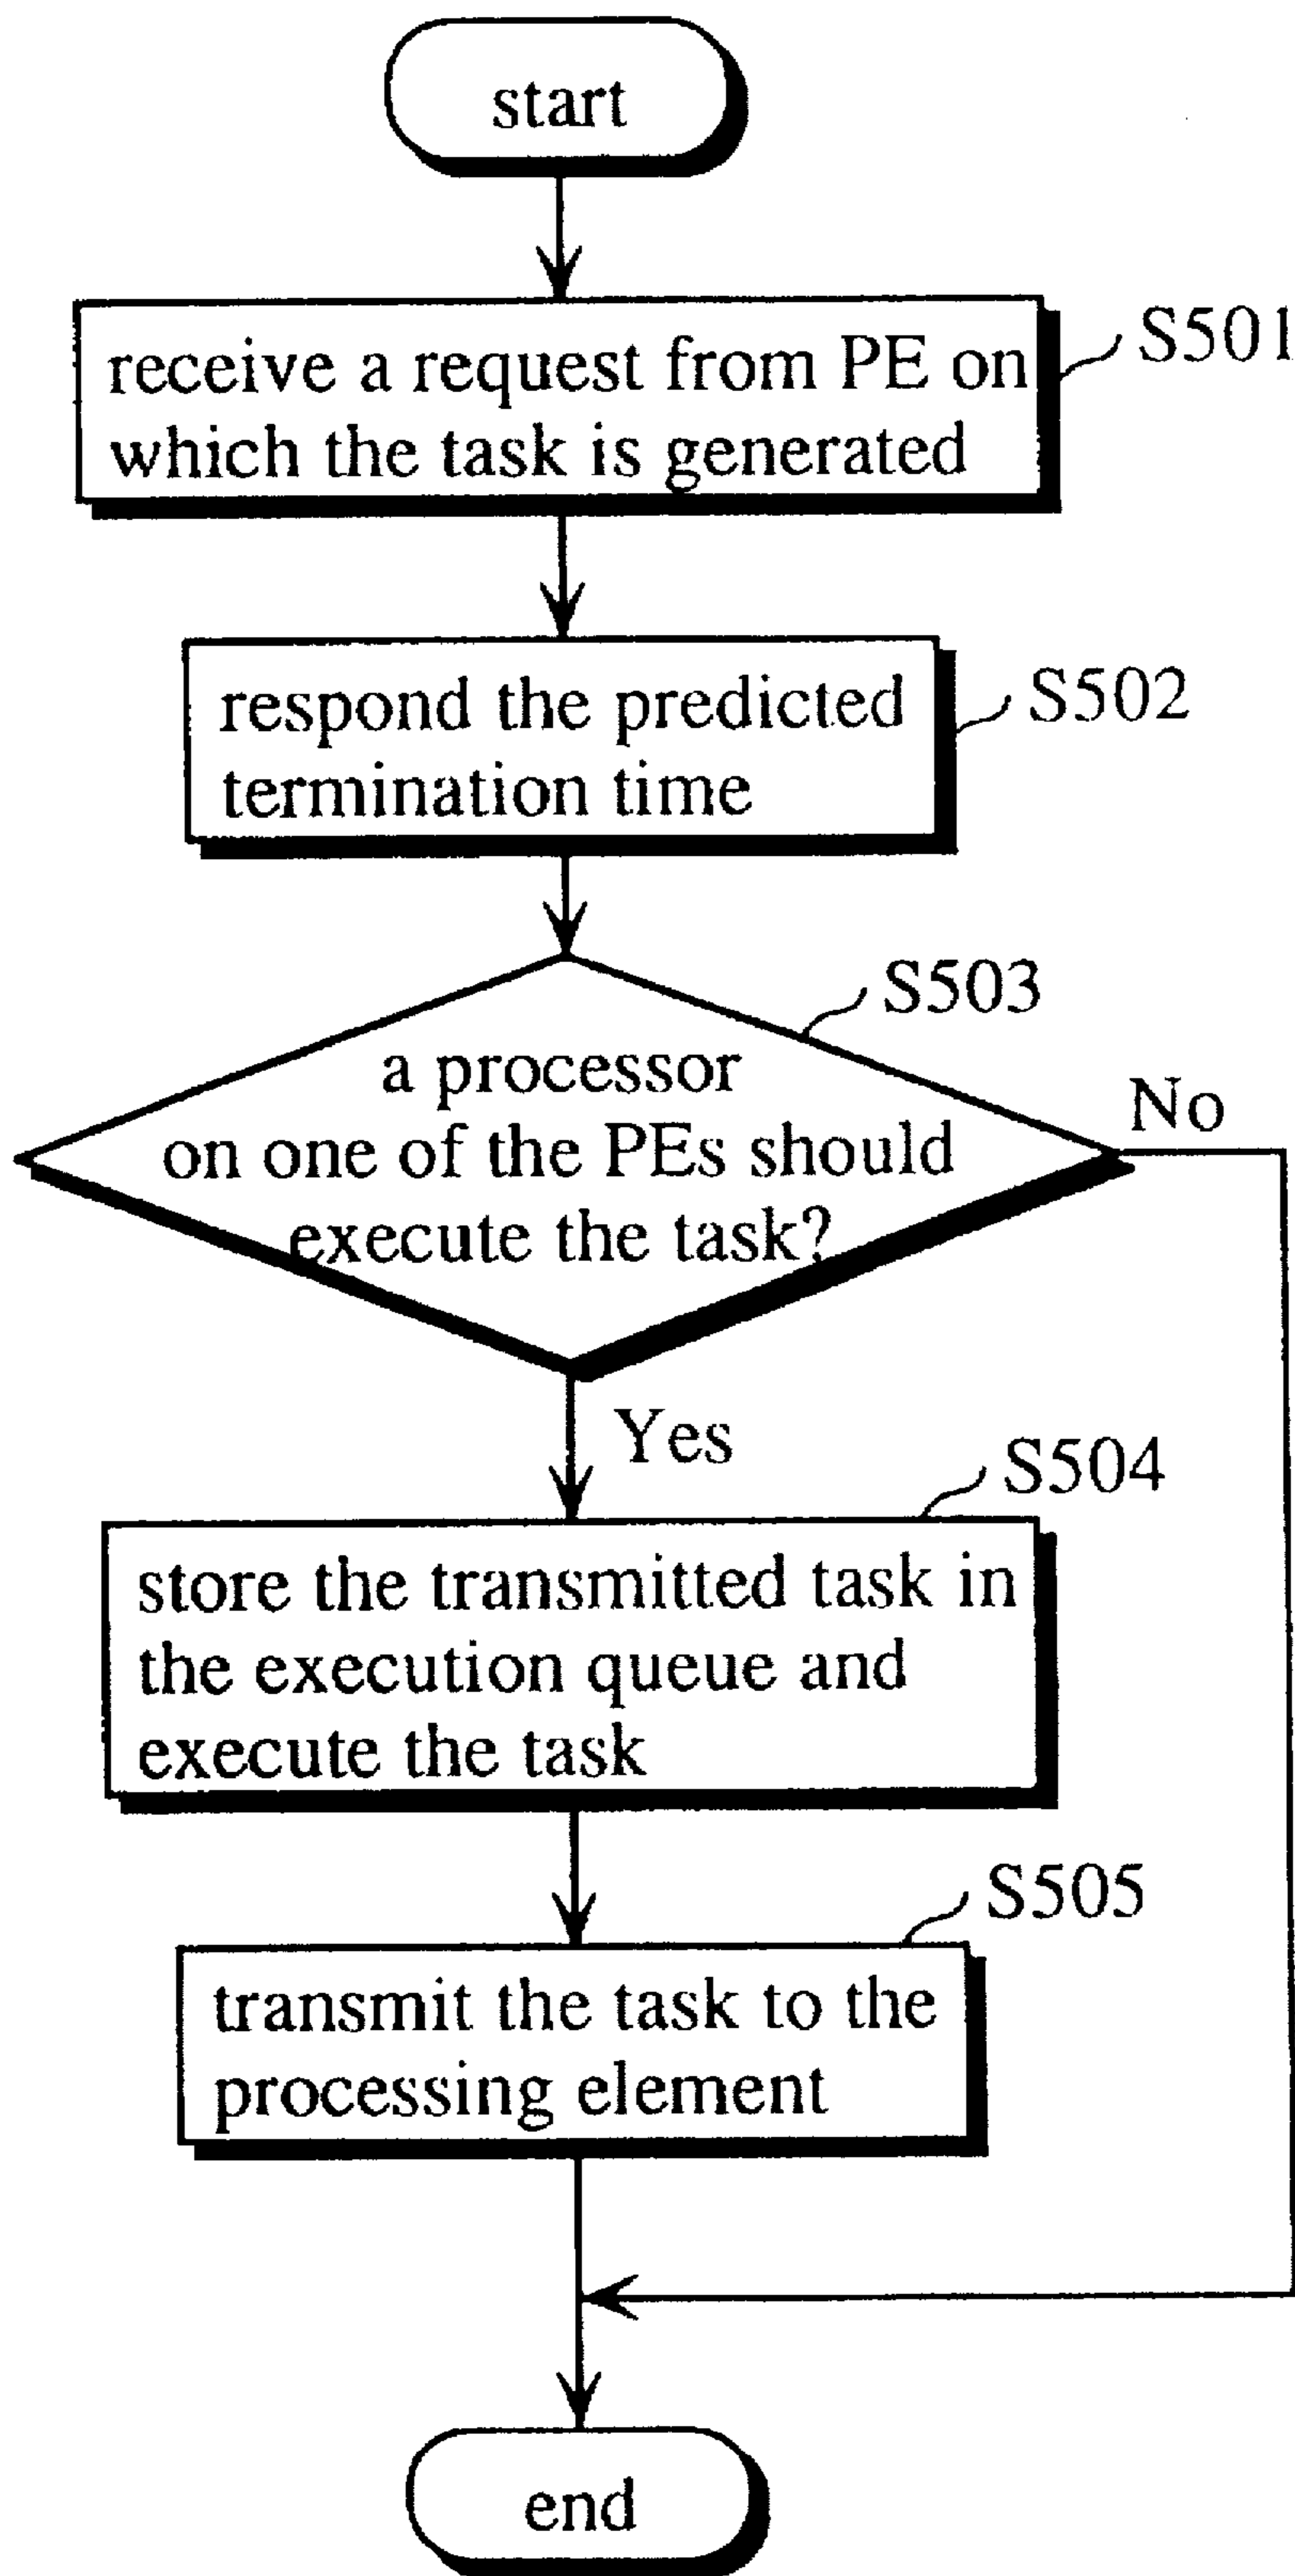 start
receive a request from PE on
which the task is generated
S501
respond the predicted
termination time
S502
S503
a processor
on one of the PEs should
execute the task?
No
Yes
S504
store the transmitted task in
the execution queue and
execute the task
S505
transmit the task to the
processing element
end